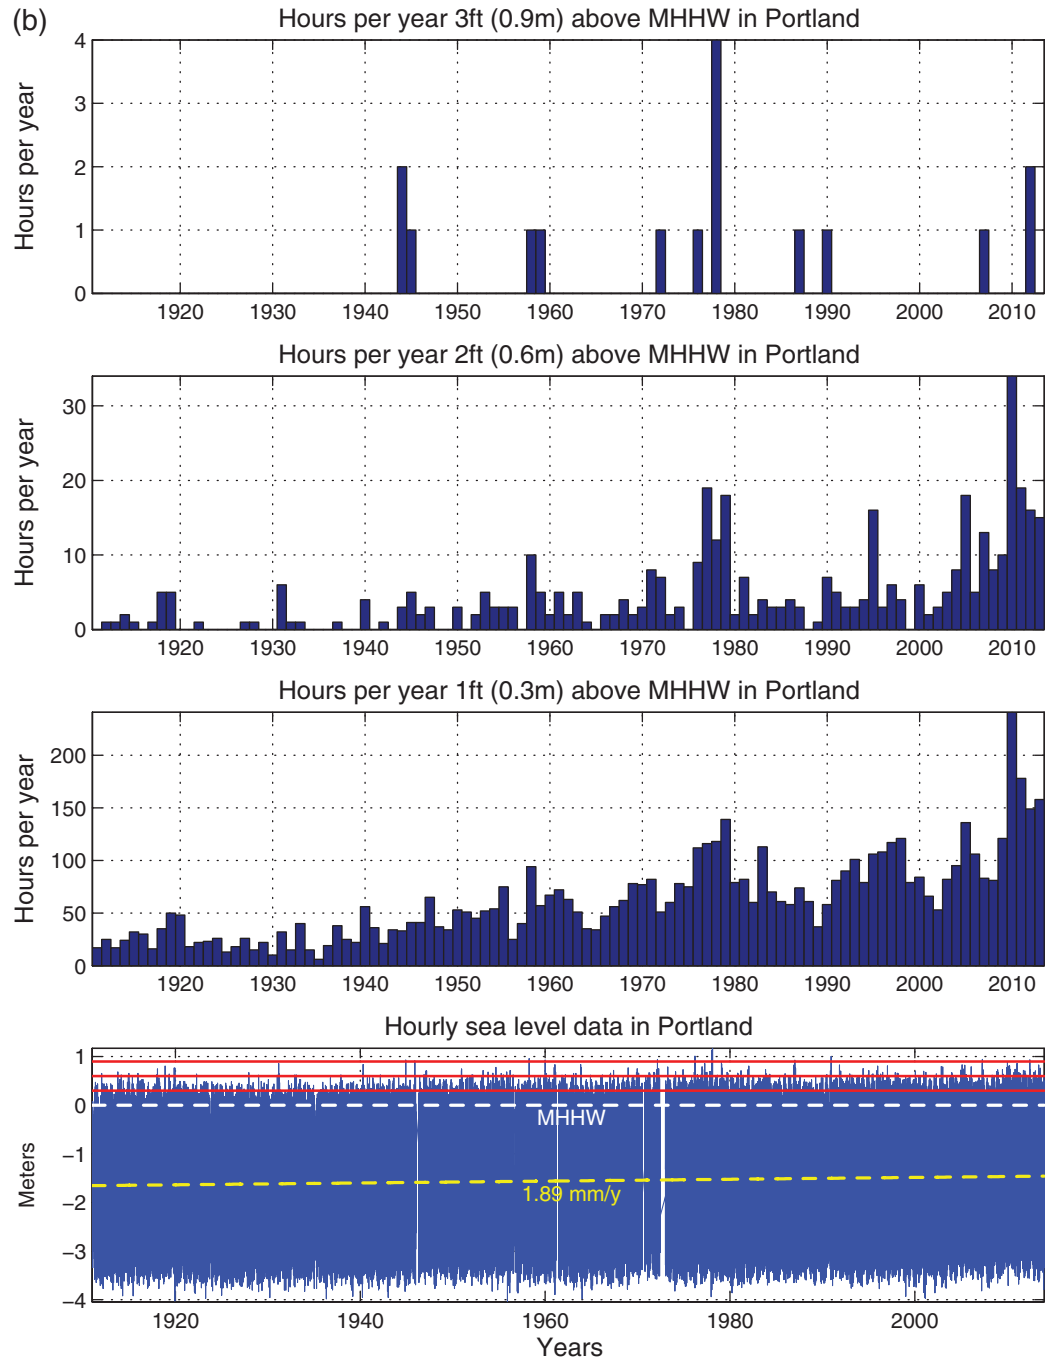 (b)
Hours per year 3ft (0.9m) above MHHW in Portland
Hours per year
4
3
2
1
0
1920 1930 1940 1950 1960 1970 1980 1990 2000 2010
Hours per year 2ft (0.6m) above MHHW in Portland
Hours per year
30
20
10
0
1920 1930 1940 1950 1960 1970 1980 1990 2000 2010
Hours per year 1ft (0.3m) above MHHW in Portland
Hours per year
200
150
100
50
0
1920 1930 1940 1950 1960 1970 1980 1990 2000 2010
Hourly sea level data in Portland
Meters
1
0
MHHW
−1
1.89 mm/y
−2
−3
−4
1920 1940 1960 1980 2000
Years